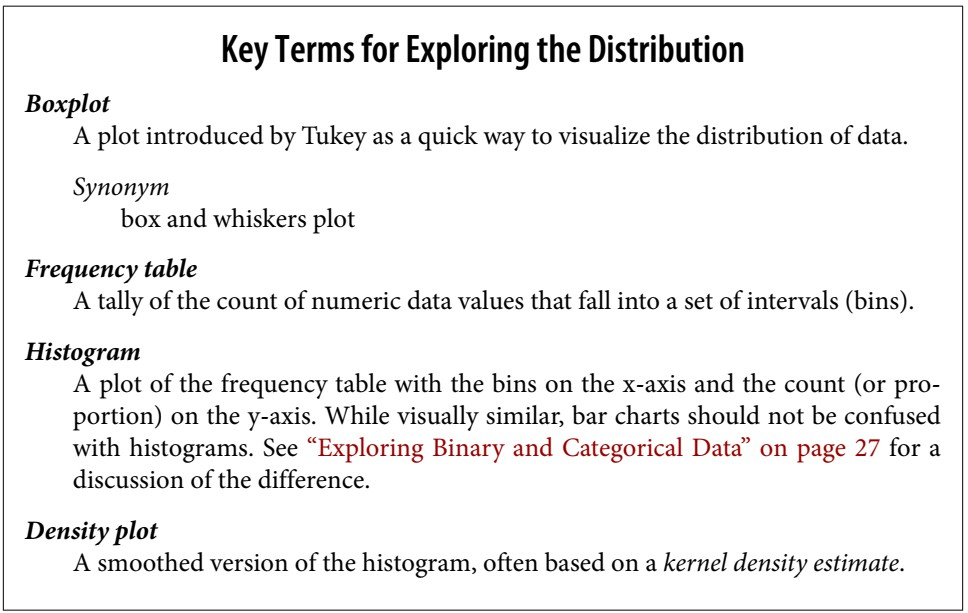 Key Terms for Exploring the Distribution
Boxplot
A plot introduced by Tukey as a quick way to visualize the distribution of data.
Synonym
box and whiskers plot
Frequency table
A tally of the count of numeric data values that fall into a set of intervals (bins).
Histogram
A plot of the frequency table with the bins on the x-axis and the count (or pro-
portion) on the y-axis. While visually similar, bar charts should not be confused
with histograms. See “Exploring Binary and Categorical Data” on page 27 for a
discussion of the difference.
Density plot
A smoothed version of the histogram, often based on a kernel density estimate.